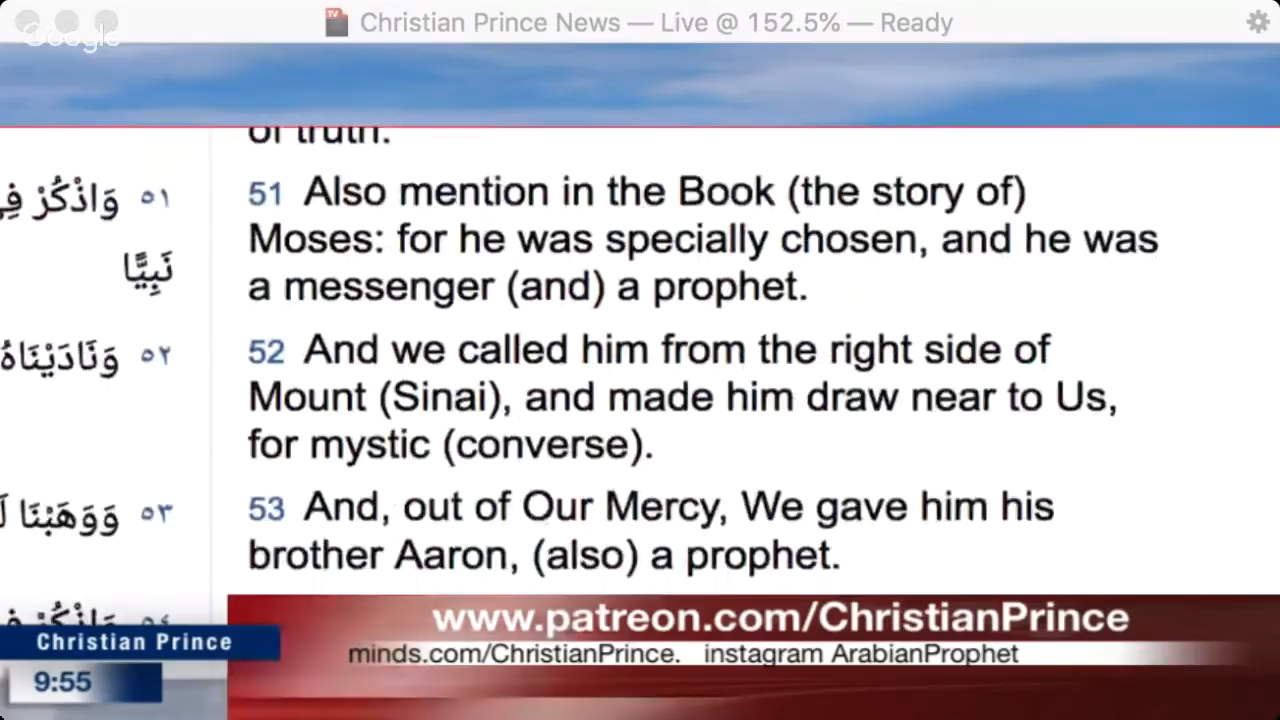 Christian Prince News — Live @ 152.5% — Ready
Google
of truth.
51 Also mention in the Book (the story of)
Moses: for he was specially chosen, and he was
a messenger (and) a prophet.
٥١ وَاذْكُرْ فِي
نَبِيًّا
52 And we called him from the right side of
Mount (Sinai), and made him draw near to Us,
for mystic (converse).
٥٢ وَنَادَيْنَاهُ
53 And, out of Our Mercy, We gave him his
brother Aaron, (also) a prophet.
٥٣ وَوَهَبْنَا
www.patreon.com/ChristianPrince
minds.com/ChristianPrince. instagram ArabianProphet
Christian Prince
9:55